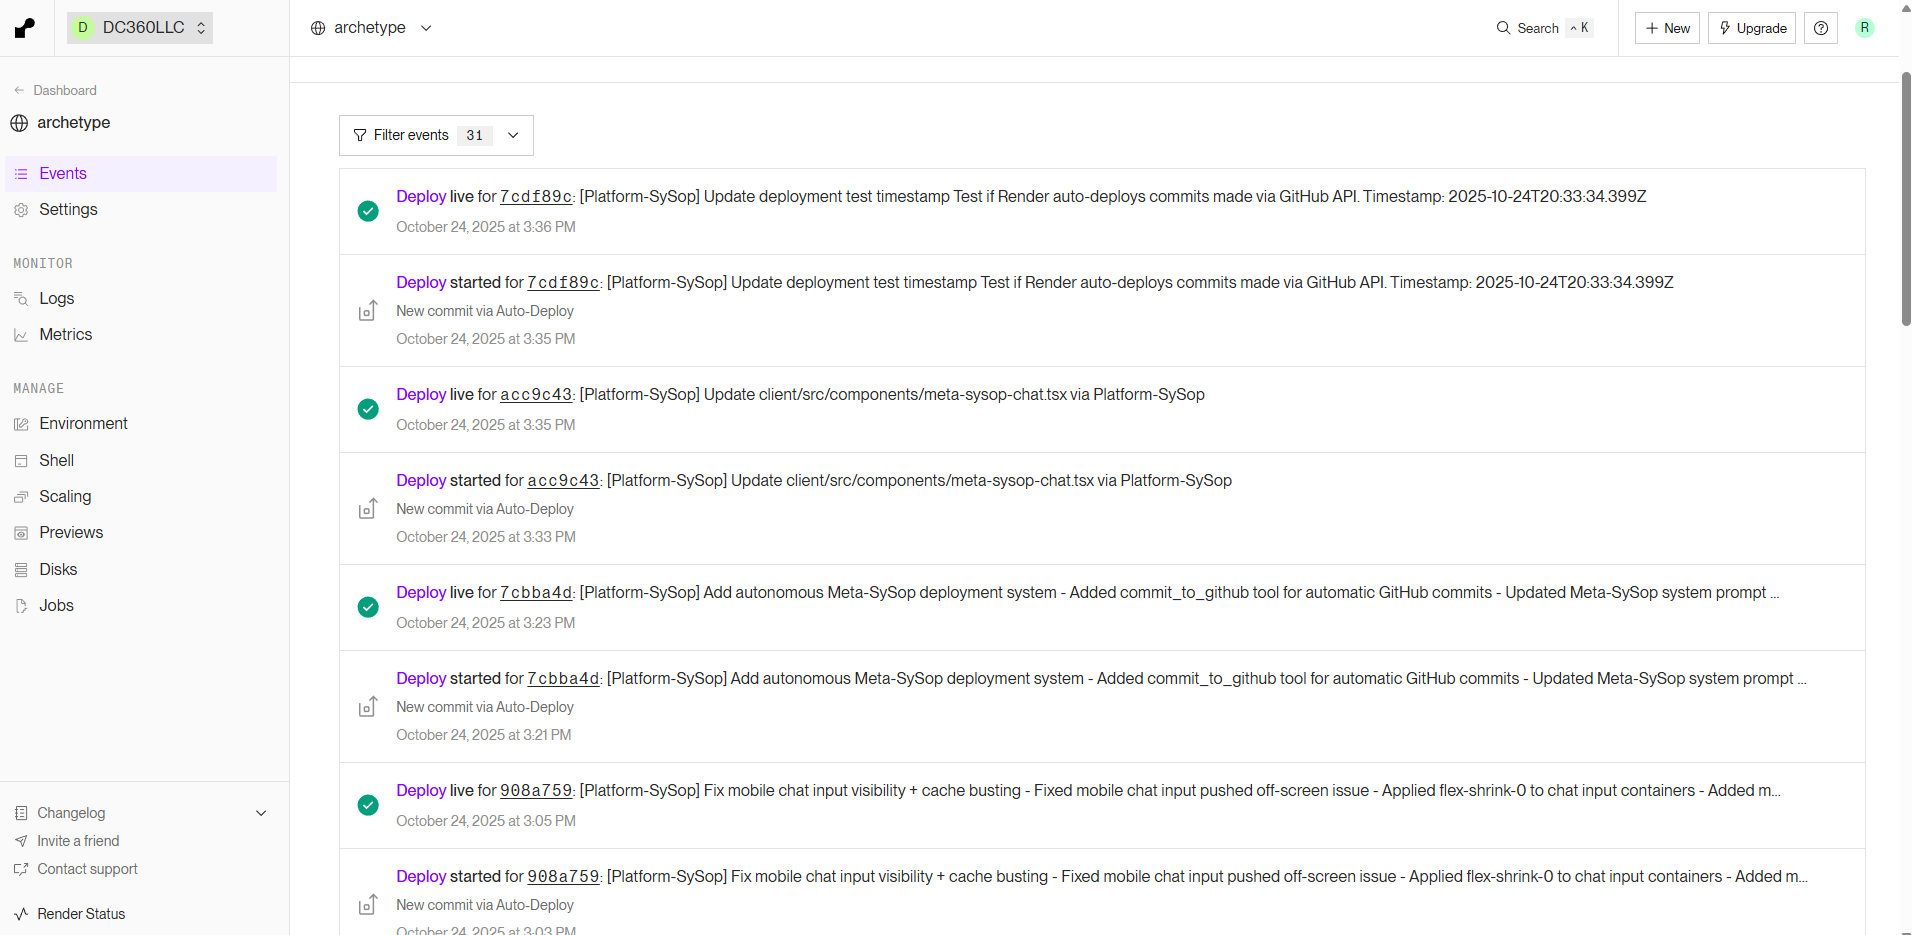 D DC360LLC
archetype
Search ^ K
+ New
Upgrade
R
← Dashboard
archetype
Events
Settings
MONITOR
Logs
Metrics
MANAGE
Environment
Shell
Scaling
Previews
Disks
Jobs
Changelog
Invite a friend
Contact support
Render Status
Filter events 31
Deploy live for 7cdf89c: [Platform-SySop] Update deployment test timestamp Test if Render auto-deploys commits made via GitHub API. Timestamp: 2025-10-24T20:33:34.399Z
October 24, 2025 at 3:36 PM
Deploy started for 7cdf89c: [Platform-SySop] Update deployment test timestamp Test if Render auto-deploys commits made via GitHub API. Timestamp: 2025-10-24T20:33:34.399Z
New commit via Auto-Deploy
October 24, 2025 at 3:35 PM
Deploy live for acc9c43: [Platform-SySop] Update client/src/components/meta-sysop-chat.tsx via Platform-SySop
October 24, 2025 at 3:35 PM
Deploy started for acc9c43: [Platform-SySop] Update client/src/components/meta-sysop-chat.tsx via Platform-SySop
New commit via Auto-Deploy
October 24, 2025 at 3:33 PM
Deploy live for 7cbba4d: [Platform-SySop] Add autonomous Meta-SySop deployment system - Added commit_to_github tool for automatic GitHub commits - Updated Meta-SySop system prompt ...
October 24, 2025 at 3:23 PM
Deploy started for 7cbba4d: [Platform-SySop] Add autonomous Meta-SySop deployment system - Added commit_to_github tool for automatic GitHub commits - Updated Meta-SySop system prompt ...
New commit via Auto-Deploy
October 24, 2025 at 3:21 PM
Deploy live for 908a759: [Platform-SySop] Fix mobile chat input visibility + cache busting - Fixed mobile chat input pushed off-screen issue - Applied flex-shrink-0 to chat input containers - Added m...
October 24, 2025 at 3:05 PM
Deploy started for 908a759: [Platform-SySop] Fix mobile chat input visibility + cache busting - Fixed mobile chat input pushed off-screen issue - Applied flex-shrink-0 to chat input containers - Added m...
New commit via Auto-Deploy
October 24, 2025 at 3:03 PM